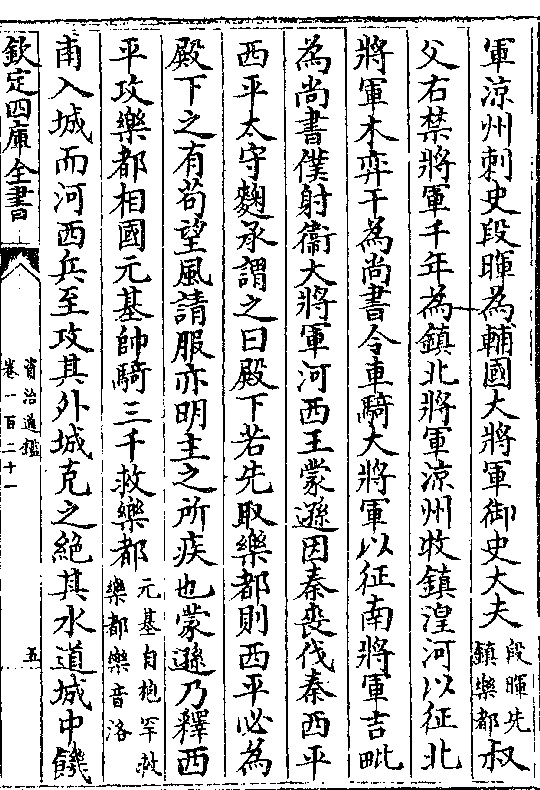 軍涼州刺史段暉為輔國大將軍御史大夫段暉先鎮樂都叔
父右禁將軍千年為鎮北將軍涼州牧鎮湟河以征北
將軍木弈干為尚書令車騎大將軍以征南將軍吉毗
為尚書僕射衞大將軍河西王蒙遜因秦喪伐秦西平
西平太守麴承謂之曰殿下若先取樂都則西平必為
殿下之有苟望風請服亦明主之所疾也蒙遜乃釋西
平攻樂都相國元基帥騎三千救樂都元基自枹罕救樂都樂音洛
甫入城而河西兵至攻其外城克之絶其水道城中饑
欽定四庫全書
資治通鑑
卷一百二十一
五